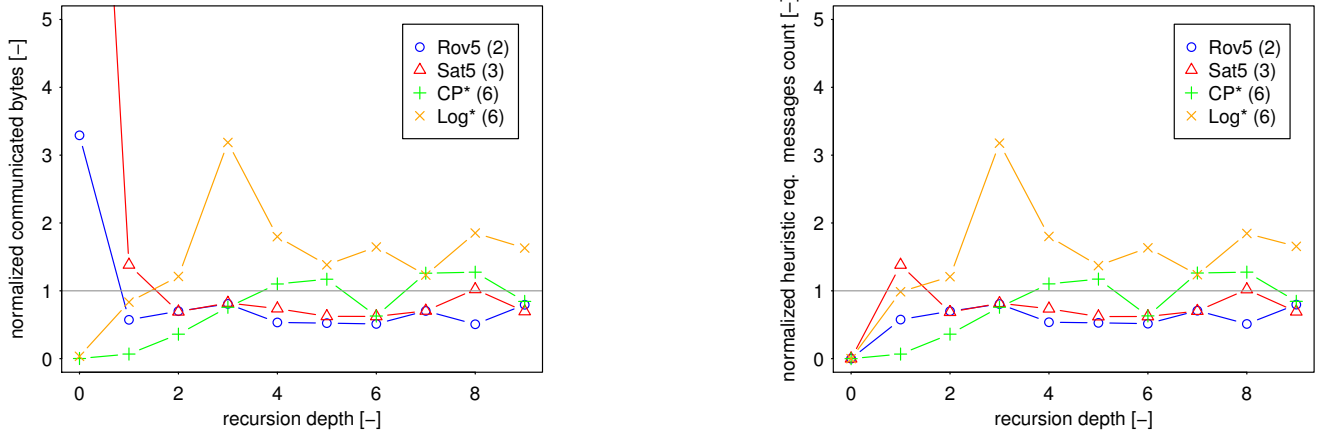 normalized communicated bytes [−]
5
4
3
2
1
0
Rov5 (2)
Sat5 (3)
CP* (6)
Log* (6)
0 2 4 6 8
recursion depth [−]
normalized heuristic req. messages count [−]
5
4
3
2
1
0
Rov5 (2)
Sat5 (3)
CP* (6)
Log* (6)
0 2 4 6 8
recursion depth [−]